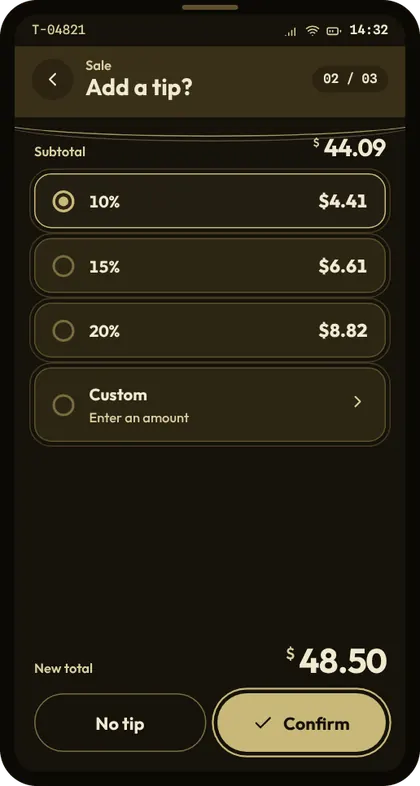 T-04821 14:32
Sale
Add a tip?
02 / 03
Subtotal $ 44.09
10% $4.41
15% $6.61
20% $8.82
Custom
Enter an amount
New total $ 48.50
No tip Confirm